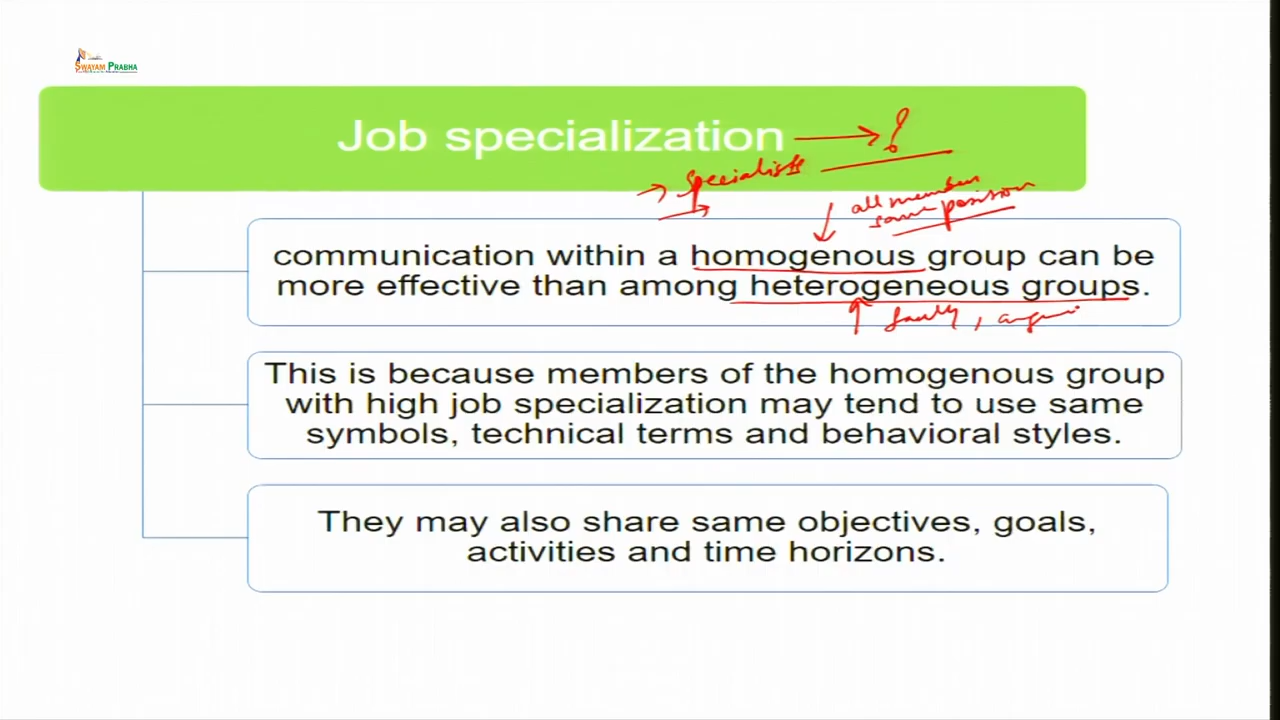 SWAYAM PRABHA
Job specialization
→ specialists
all members
same position
communication within a homogenous group can be
more effective than among heterogeneous groups.
faulty,
This is because members of the homogenous group
with high job specialization may tend to use same
symbols, technical terms and behavioral styles.
They may also share same objectives, goals,
activities and time horizons.